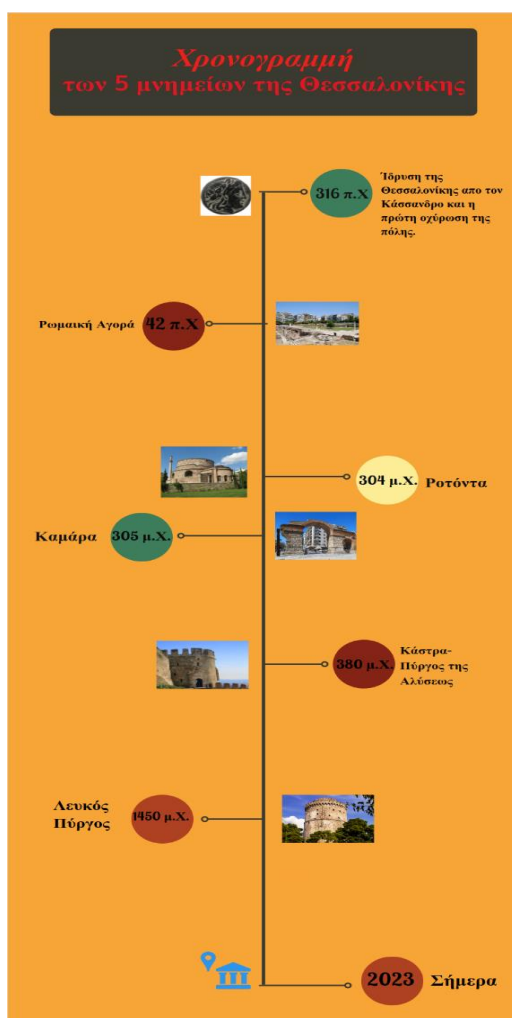 Χρονογραμμή
των 5 μνημείων της Θεσσαλονίκης
316 π.Χ
Ίδρυση της
Θεσσαλονίκης απο τον
Κάσσανδρο και η
πρώτη οχύρωση της
πόλης.
Ρωμαική Αγορά
42 π.Χ
304 μ.Χ.
Ροτόντα
Καμάρα
305 μ.Χ.
380 μ.Χ.
Κάστρα-
Πύργος της
Αλύσεως
Λευκός
Πύργος
1450 μ.Χ.
2023
Σήμερα